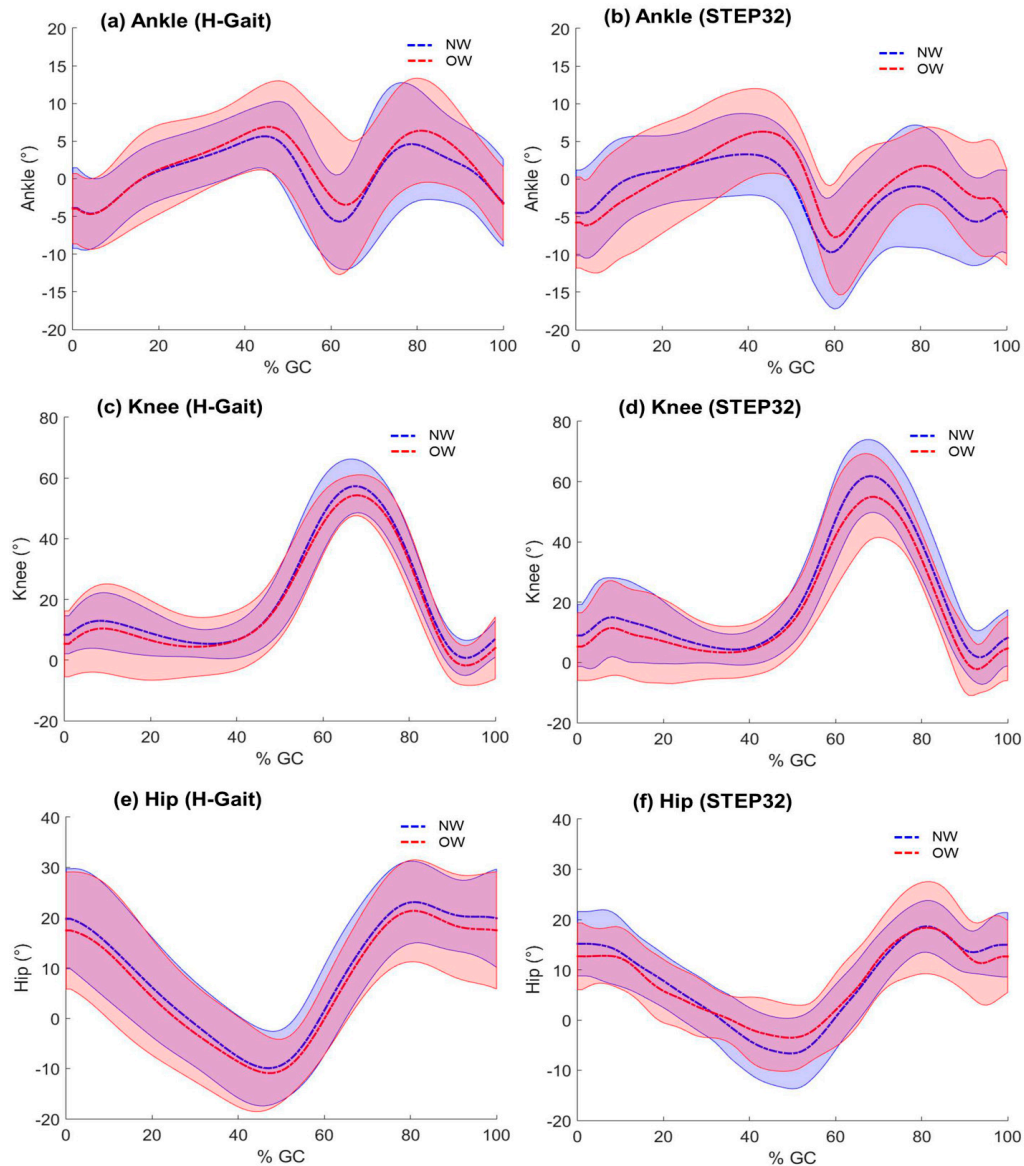 (a) Ankle (H-Gait)
NW
OW
Ankle (°)
20
15
10
5
0
-5
-10
-15
-20
0 20 40 60 80 100
% GC
(b) Ankle (STEP32)
NW
OW
Ankle (°)
20
15
10
5
0
-5
-10
-15
-20
0 20 40 60 80 100
% GC
(c) Knee (H-Gait)
NW
OW
Knee (°)
80
60
40
20
0
-20
0 20 40 60 80 100
% GC
(d) Knee (STEP32)
NW
OW
Knee (°)
80
60
40
20
0
-20
0 20 40 60 80 100
% GC
(e) Hip (H-Gait)
NW
OW
Hip (°)
40
30
20
10
0
-10
-20
0 20 40 60 80 100
% GC
(f) Hip (STEP32)
NW
OW
Hip (°)
40
30
20
10
0
-10
-20
0 20 40 60 80 100
% GC